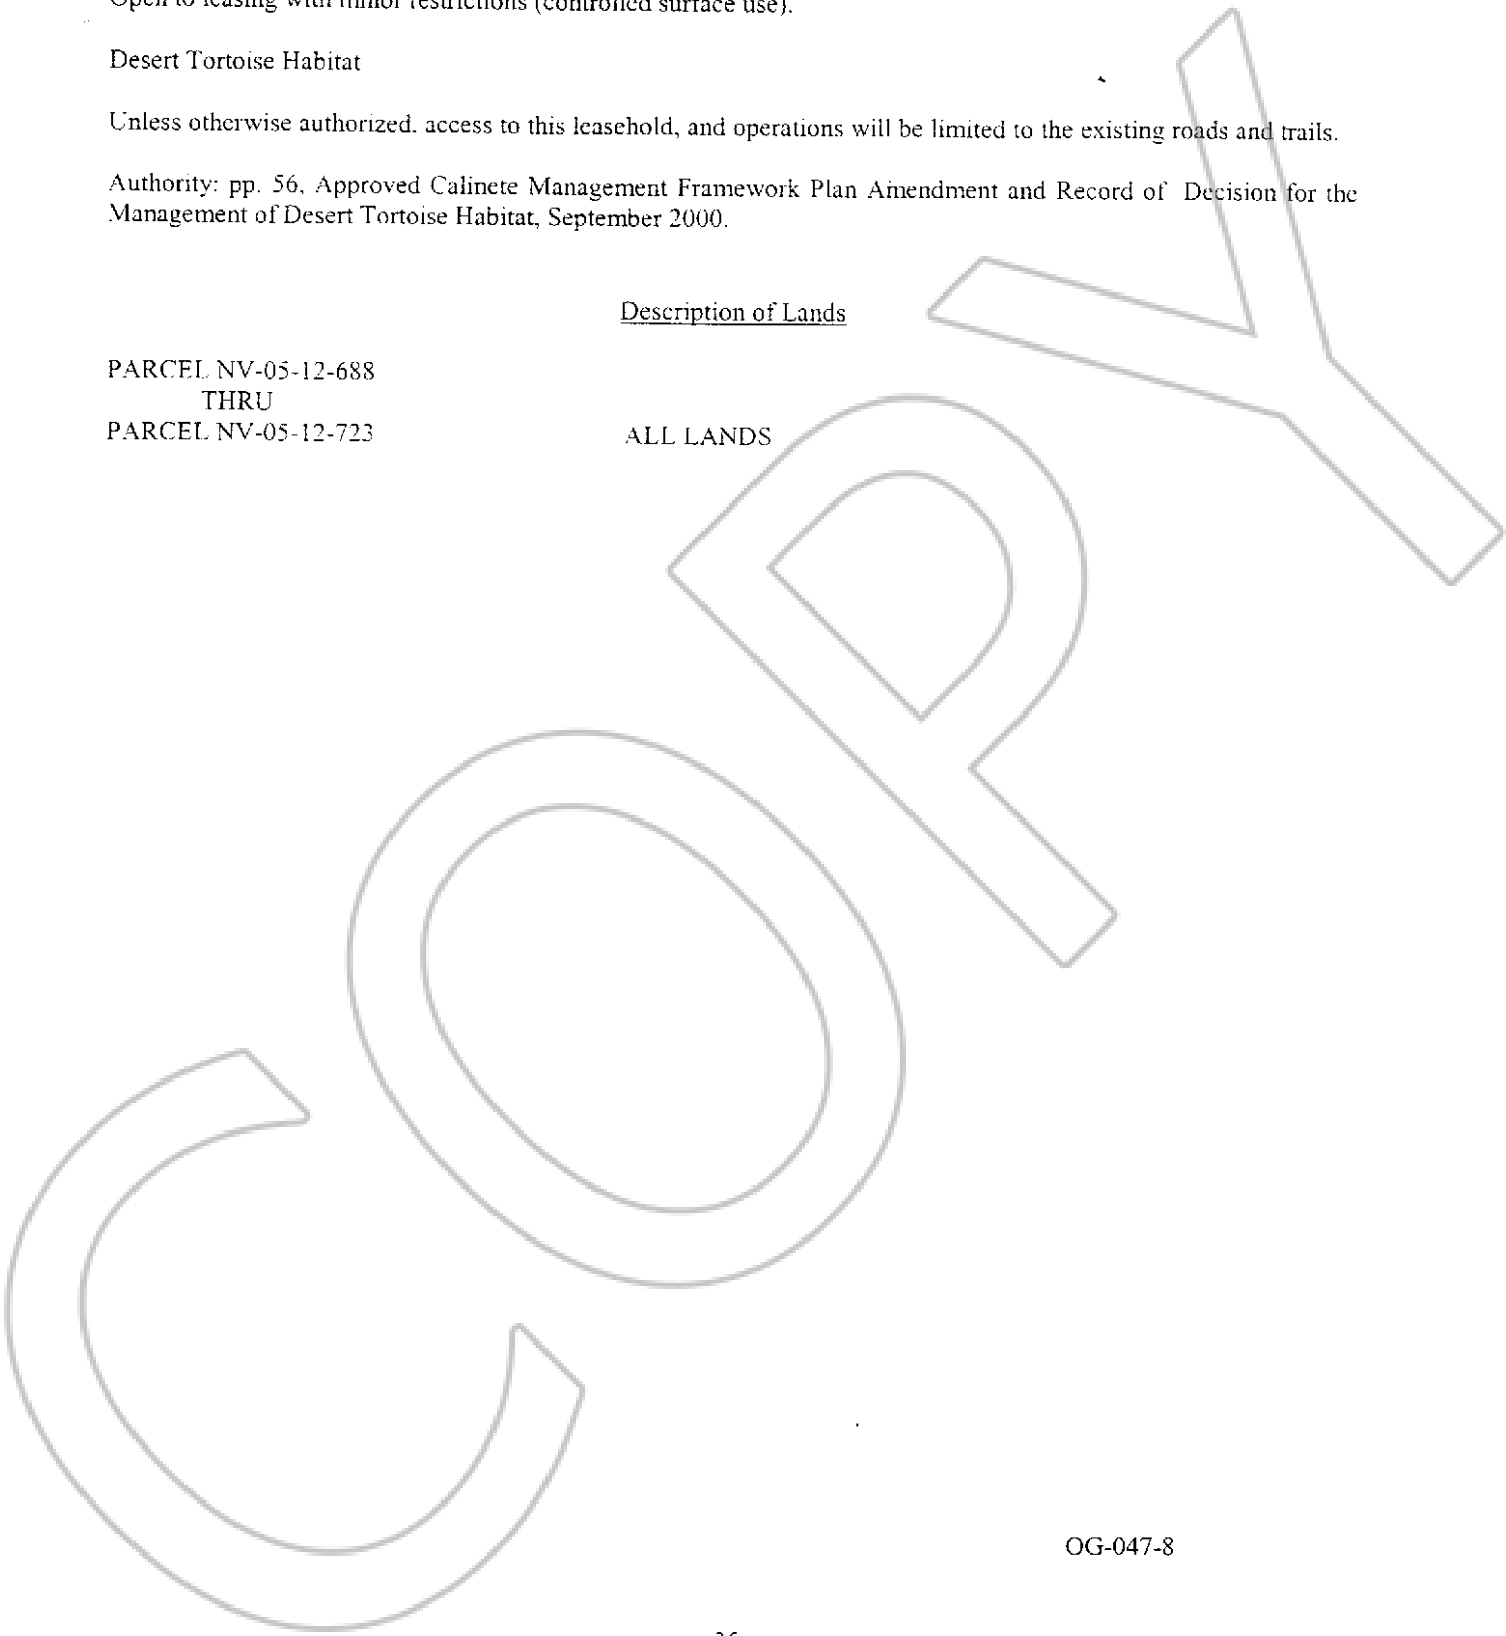 Open to leasing with minor restrictions (controlled surface use).
Desert Tortoise Habitat
Unless otherwise authorized. access to this leasehold, and operations will be limited to the existing roads and trails.
Authority: pp. 56, Approved Calinete Management Framework Plan Amendment and Record of Decision for the
Management of Desert Tortoise Habitat, September 2000.
Description of Lands
PARCEL NV-05-12-688
THRU
PARCEL NV-05-12-723 ALL LANDS
COPY
OG-047-8